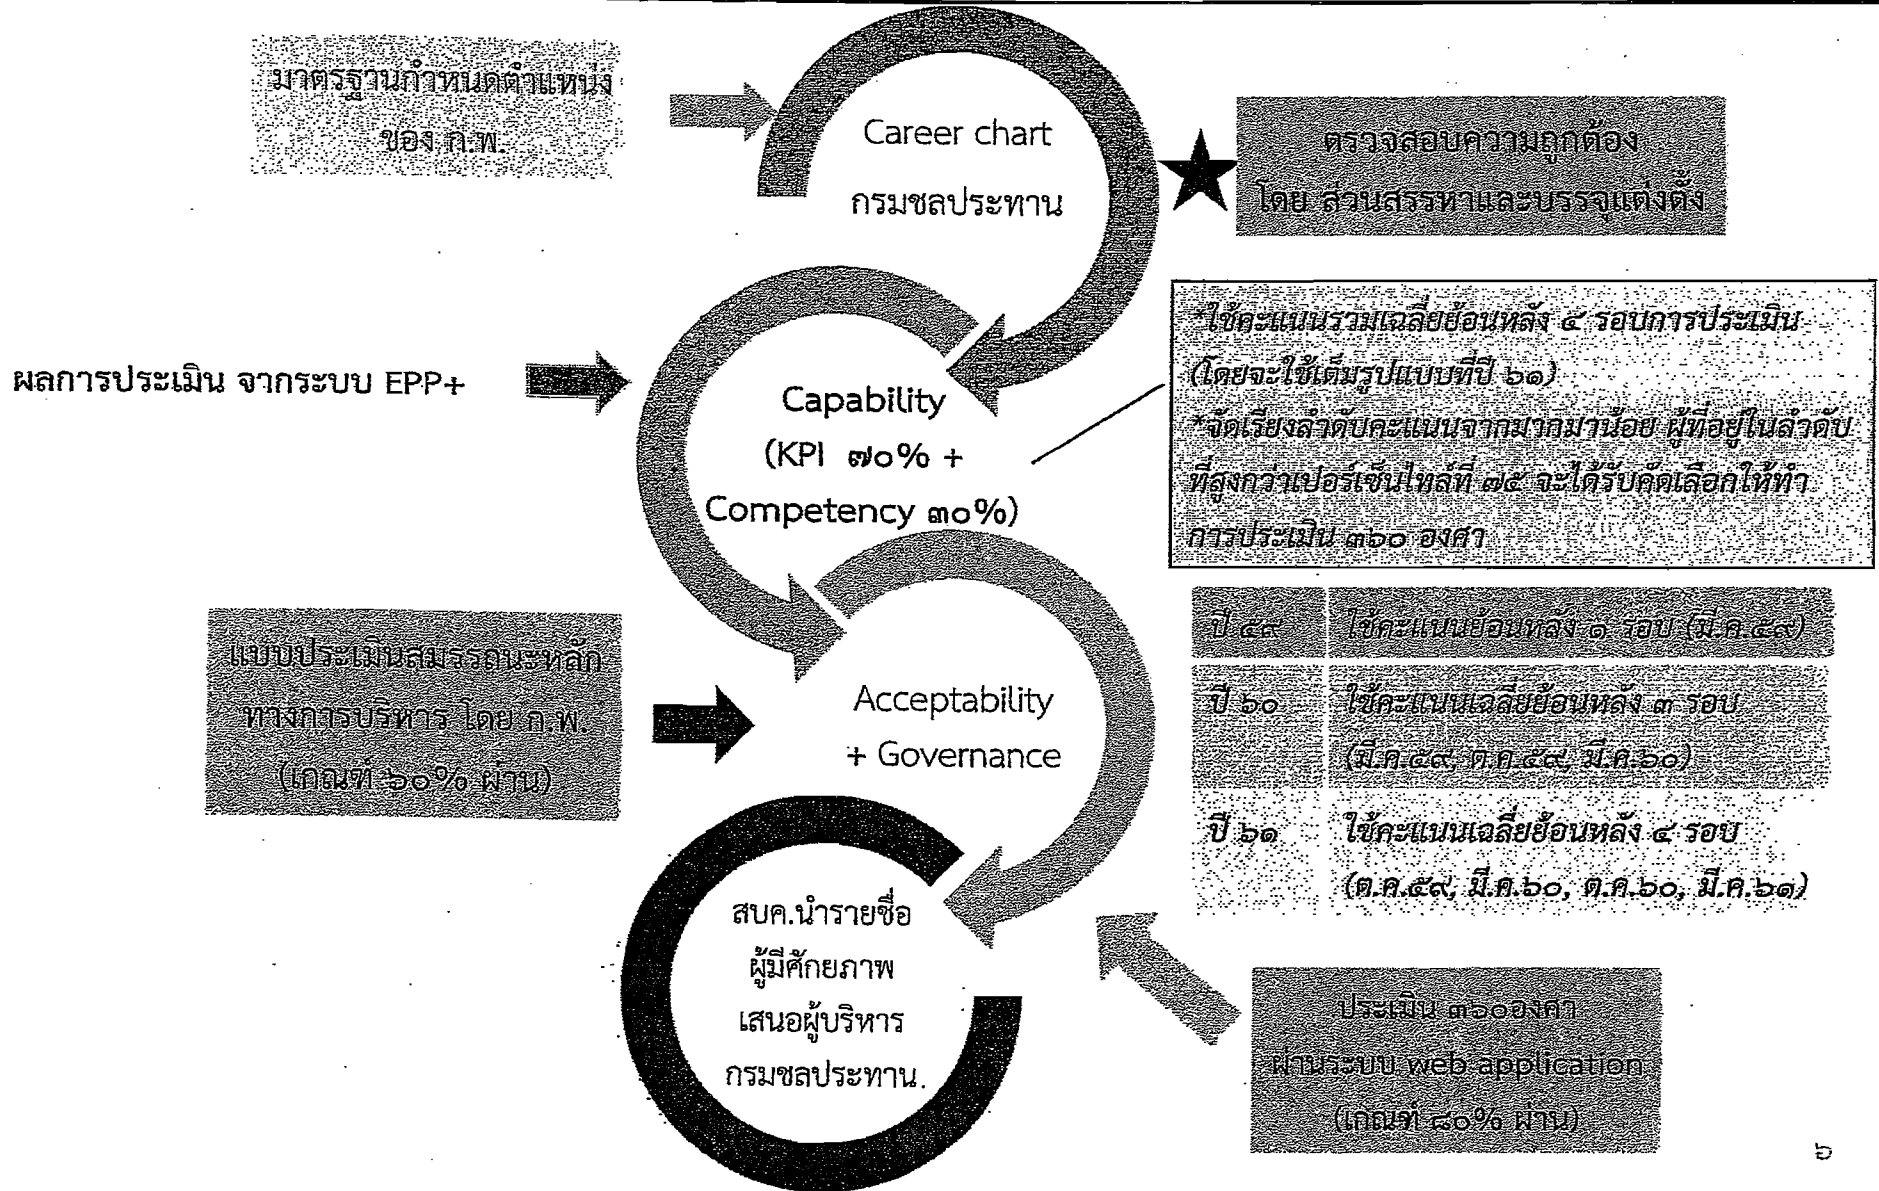 มาตรฐานกำหนดตำแหน่ง
ของ ก.พ.
Career chart
กรมชลประทาน
ตรวจสอบความถูกต้อง
โดย ส่วนสรรหาและบรรจุแต่งตั้ง
ผลการประเมิน จากระบบ EPP+
Capability
(KPI ๗๐% +
Competency ๓๐%)
*ใช้คะแนนรวมเฉลี่ยย้อนหลัง ๔ รอบการประเมิน
(โดยจะใช้เต็มรูปแบบที่ปี ๖๑)
*จัดเรียงลำดับคะแนนจากมากมาน้อย ผู้ที่อยู่ในลำดับ
ที่สูงกว่าเปอร์เซ็นไทล์ที่ ๗๕ จะได้รับคัดเลือกให้ทำ
การประเมิน ๓๖๐ องศา
แบบประเมินสมรรถนะหลัก
ทางการบริหาร โดย ก.พ.
(เกณฑ์ ๖๐% ผ่าน)
Acceptability
+ Governance
ปี ๕๙ ใช้คะแนนย้อนหลัง ๑ รอบ (มี.ค.๕๙)
ปี ๖๐ ใช้คะแนนเฉลี่ยย้อนหลัง ๓ รอบ
(มี.ค.๕๙, ต.ค.๕๙, มี.ค.๖๐)
ปี ๖๑ ใช้คะแนนเฉลี่ยย้อนหลัง ๔ รอบ
(ต.ค.๕๙, มี.ค.๖๐, ต.ค.๖๐, มี.ค.๖๑)
สบค.นำรายชื่อ
ผู้มีศักยภาพ
เสนอผู้บริหาร
กรมชลประทาน.
ประเมิน ๓๖๐องศา
ผ่านระบบ web application
(เกณฑ์ ๘๐% ผ่าน)
๖